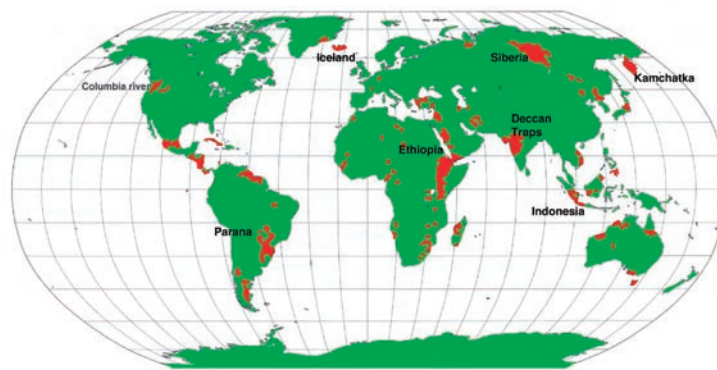 Iceland
Siberia
Kamchatka
Columbia river
Deccan
Traps
Ethiopia
Indonesia
Parana